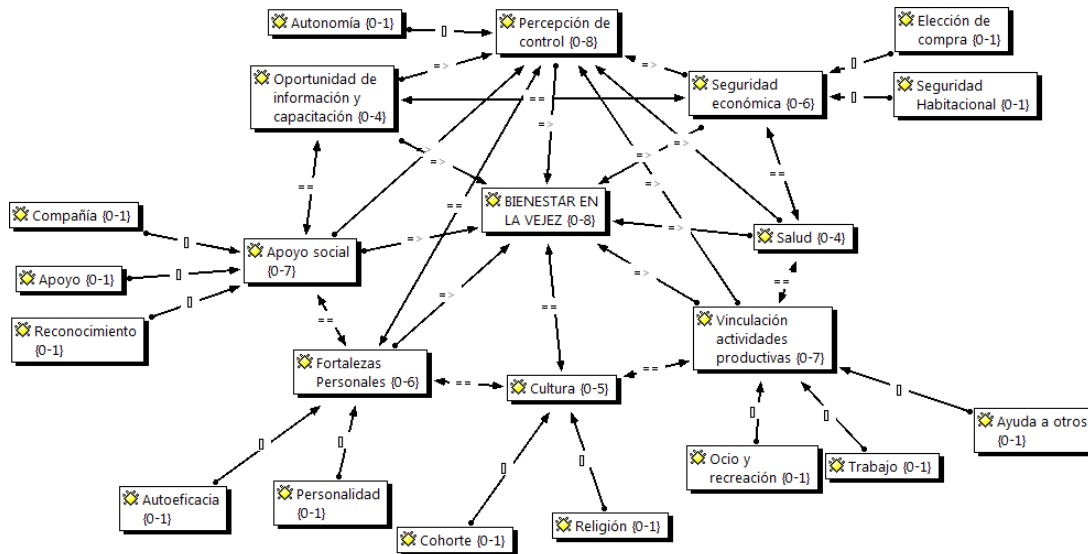 Autonomía {0-1}
Percepción de
control {0-8}
Elección de
compra {0-1}
Oportunidad de
información y
capacitación {0-4}
Seguridad
económica {0-6}
Seguridad
Habitacional {0-1}
BIENESTAR EN
LA VEJEZ {0-8}
Compañía {0-1}
Apoyo social
{0-7}
Salud {0-4}
Apoyo {0-1}
Reconocimiento
{0-1}
Vinculación
actividades
productivas {0-7}
Fortalezas
Personales {0-6}
Cultura {0-5}
Ayuda a otros
{0-1}
Ocio y
recreación {0-1}
Trabajo {0-1}
Autoeficacia
{0-1}
Personalidad
{0-1}
Cohorte {0-1}
Religión {0-1}
[]
=>
=>
[]
[]
==
=>
=>
=>
==
==
==
[]
[]
[]
=>
=>
==
==
=>
=>
==
==
==
[]
[]
[]
[]
[]
[]
[]